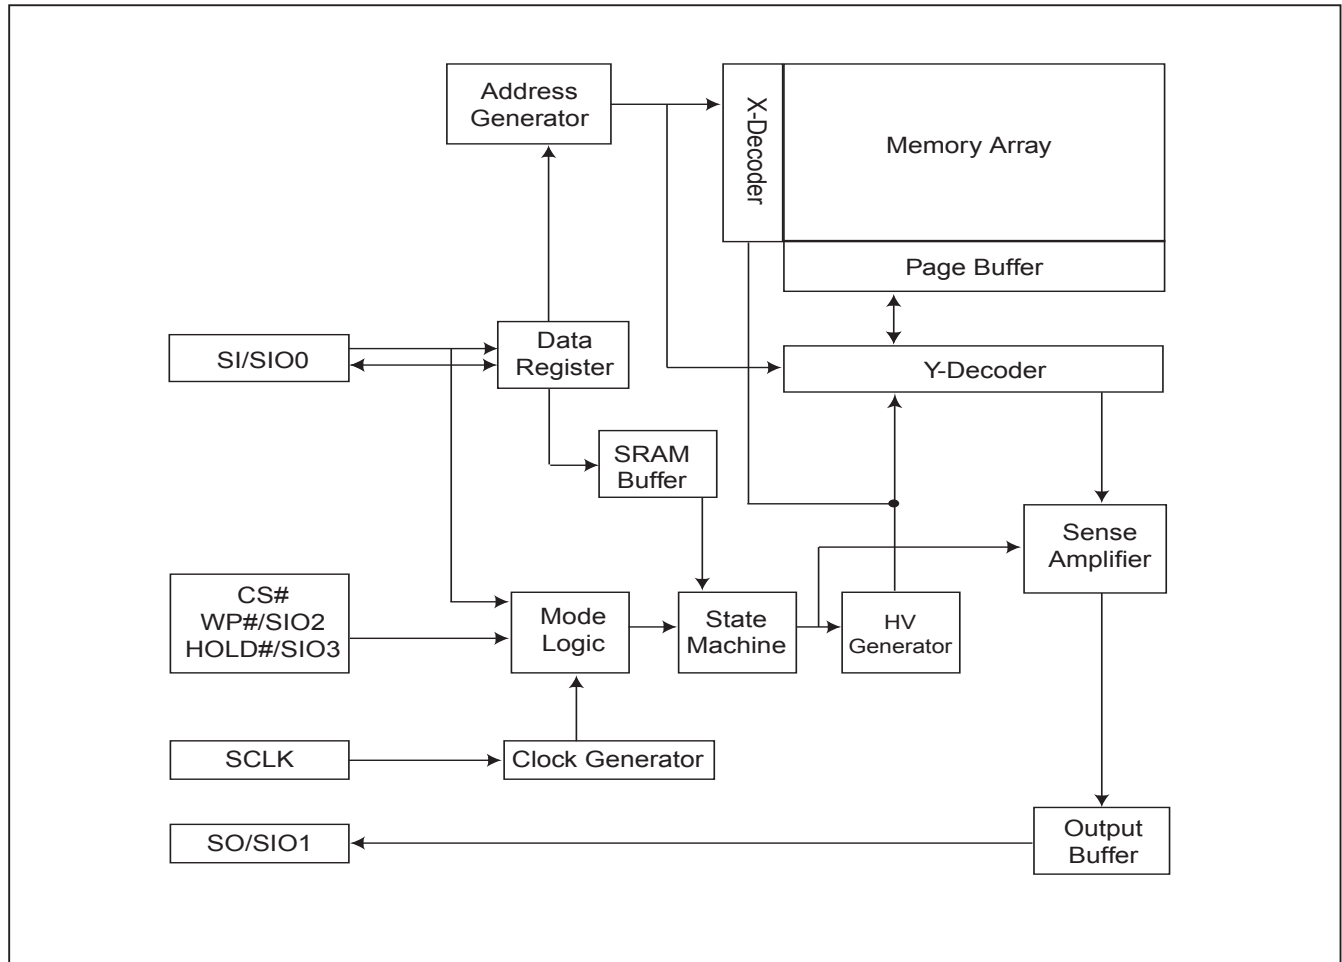 Address
Generator
X-Decoder
Memory Array
Page Buffer
SI/SIO0
Data
Register
Y-Decoder
SRAM
Buffer
Sense
Amplifier
CS#
WP#/SIO2
HOLD#/SIO3
Mode
Logic
State
Machine
HV
Generator
SCLK
Clock Generator
SO/SIO1
Output
Buffer